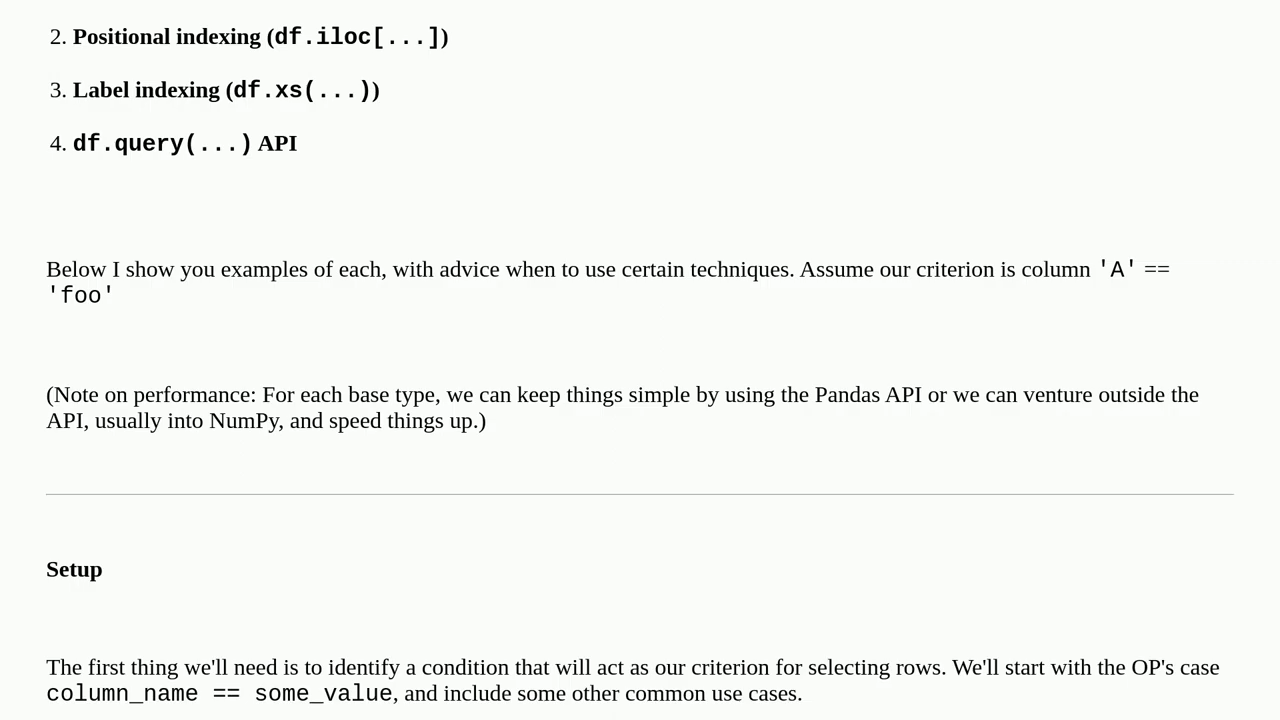 2. Positional indexing (df.iloc[...])
3. Label indexing (df.xs(...))
4. df.query(...) API
Below I show you examples of each, with advice when to use certain techniques. Assume our criterion is column 'A' ==
'foo'
(Note on performance: For each base type, we can keep things simple by using the Pandas API or we can venture outside the
API, usually into NumPy, and speed things up.)
Setup
The first thing we'll need is to identify a condition that will act as our criterion for selecting rows. We'll start with the OP's case
column_name == some_value, and include some other common use cases.